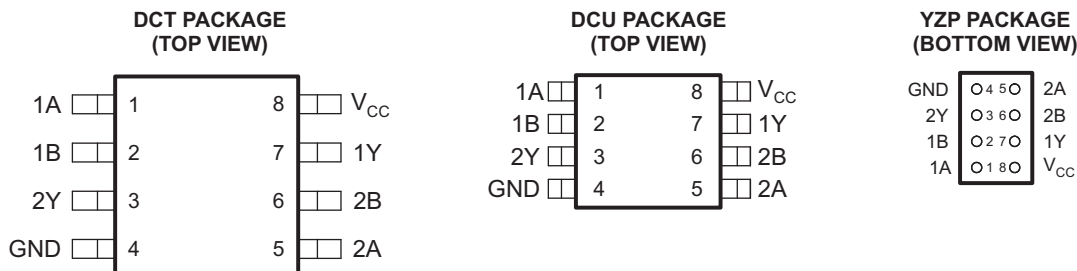 DCT PACKAGE
(TOP VIEW)
1A 1 8 VCC
1B 2 7 1Y
2Y 3 6 2B
GND 4 5 2A
DCU PACKAGE
(TOP VIEW)
1A 1 8 VCC
1B 2 7 1Y
2Y 3 6 2B
GND 4 5 2A
YZP PACKAGE
(BOTTOM VIEW)
GND 4 5 2A
2Y 3 6 2B
1B 2 7 1Y
1A 1 8 VCC